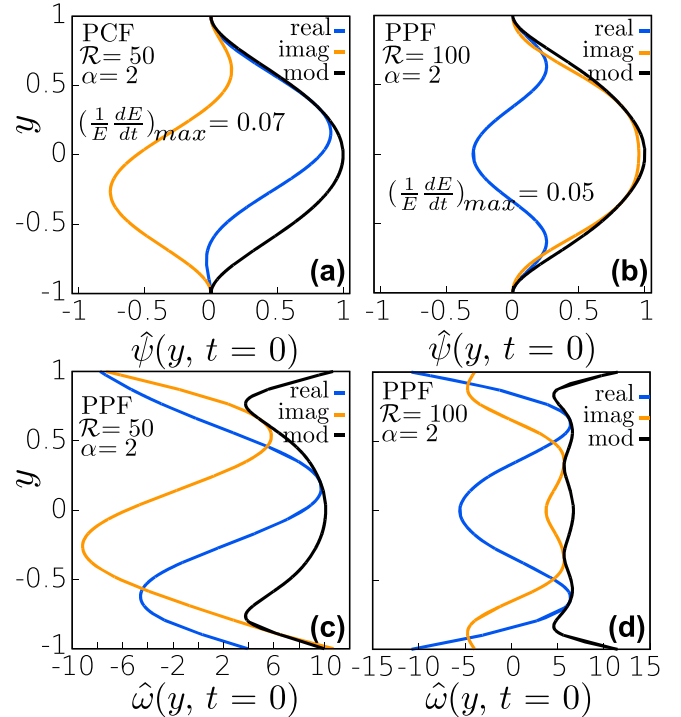 PCF
R= 50
α= 2
real
imag
mod
(1/E dE/dt)max = 0.07
(a)
y
1
0.5
0
-0.5
-1
-1 -0.5 0 0.5 1
ψ̂(y, t = 0)
PPF
R= 100
α= 2
real
imag
mod
(1/E dE/dt)max = 0.05
(b)
-1 -0.5 0 0.5 1
ψ̂(y, t = 0)
PPF
R= 50
α= 2
real
imag
mod
(c)
y
1
0.5
0
-0.5
-1
-10 -6 -2 2 6 10
ω̂(y, t = 0)
PPF
R= 100
α= 2
real
imag
mod
(d)
-15 -10 -5 0 5 10 15
ω̂(y, t = 0)